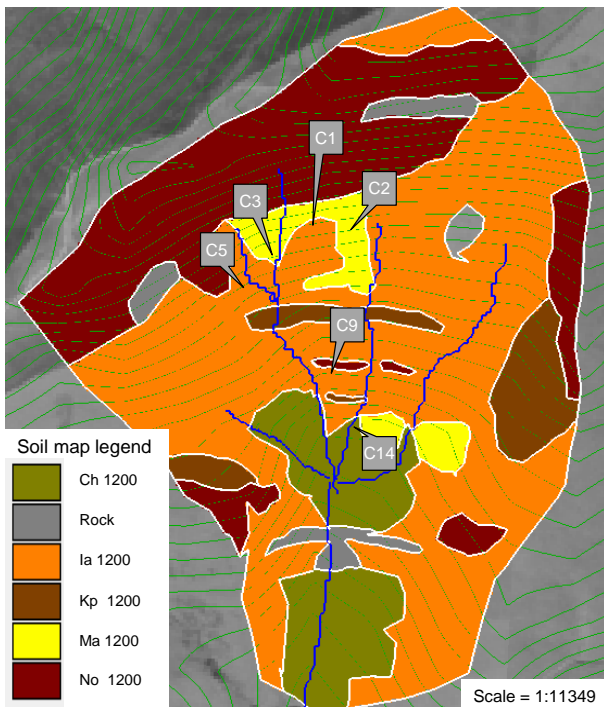 C1
C2
C3
C5
C9
C14
Soil map legend
Ch 1200
Rock
Ia 1200
Kp 1200
Ma 1200
No 1200
Scale = 1:11349